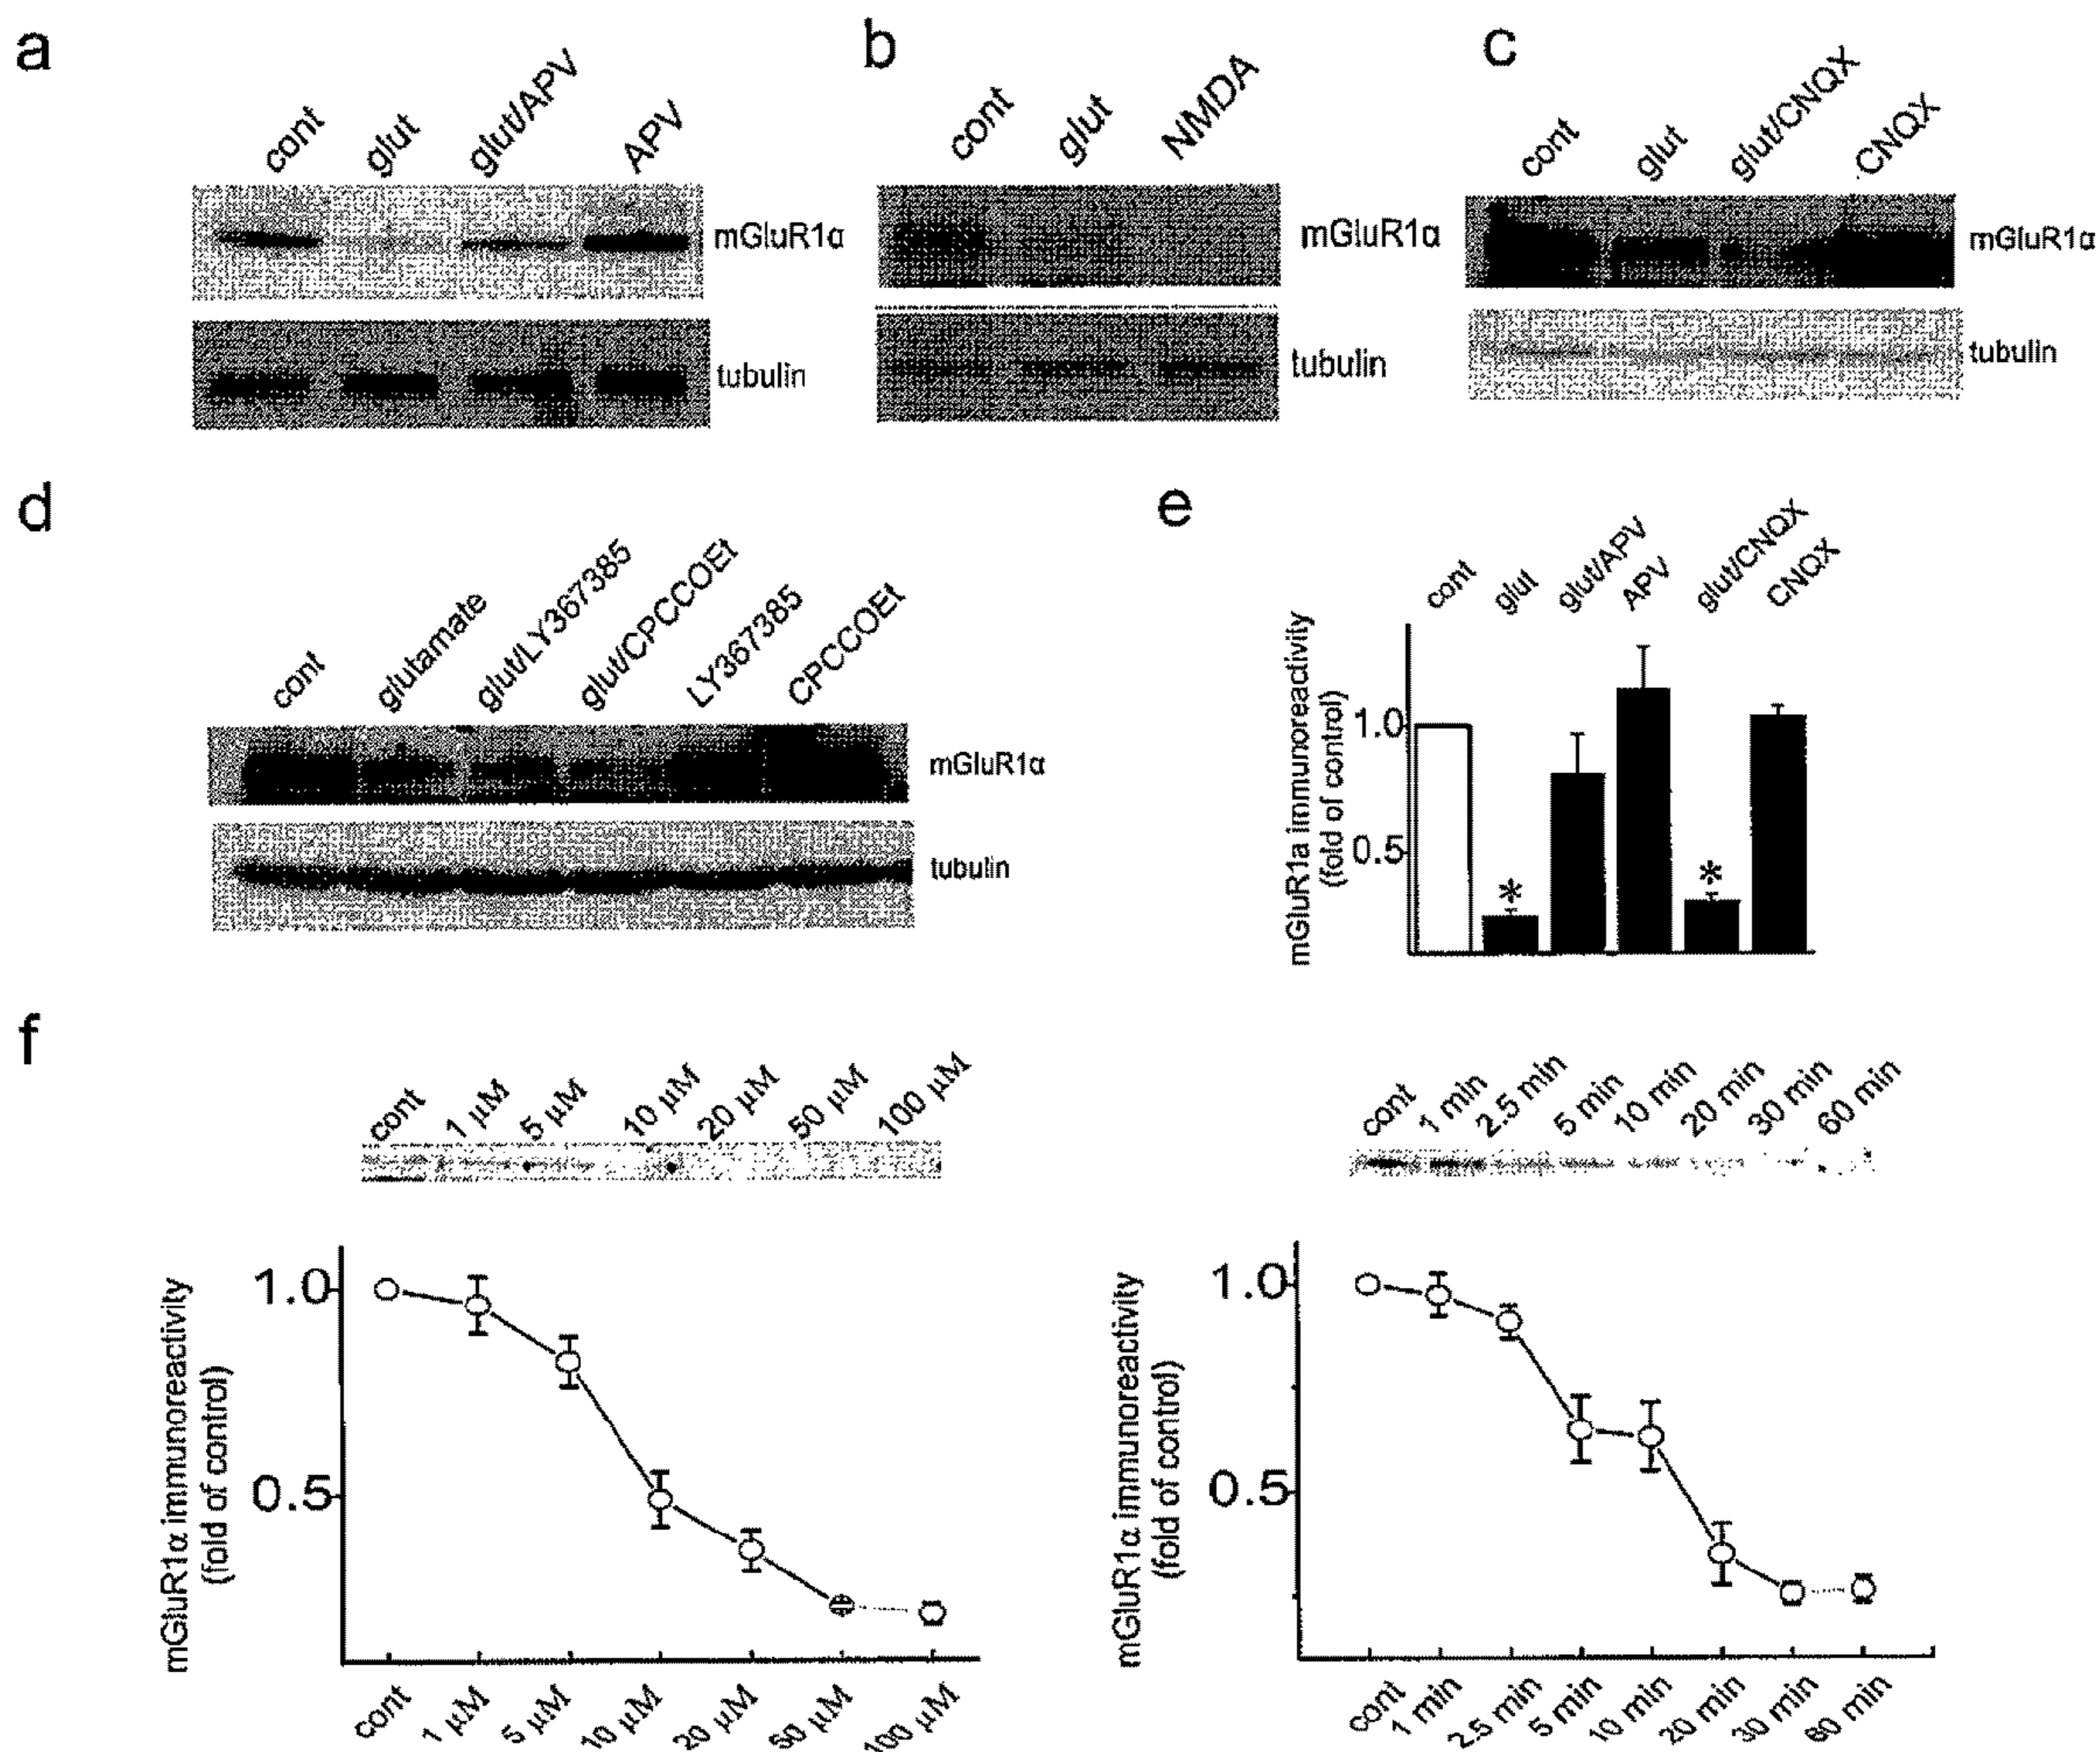 a
cont glut glut/APV APV
mGluR1α
tubulin
b
cont glut NMDA
mGluR1α
tubulin
c
cont glut glut/CNQX CNQX
mGluR1α
tubulin
d
cont glutamate glut/LY367385 glut/CPCCOEt LY367385 CPCCOEt
mGluR1α
tubulin
e
cont glut glut/APV APV glut/CNQX CNQX
mGluR1a immunoreactivity
(fold of control)
1.0
0.5
* *
f
cont 1 μM 5 μM 10 μM 20 μM 50 μM 100 μM
mGluR1α immunoreactivity
(fold of control)
1.0
0.5
cont 1 μM 5 μM 10 μM 20 μM 50 μM 100 μM
cont 1 min 2.5 min 5 min 10 min 20 min 30 min 60 min
mGluR1α immunoreactivity
(fold of control)
1.0
0.5
cont 1 min 2.5 min 5 min 10 min 20 min 30 min 60 min